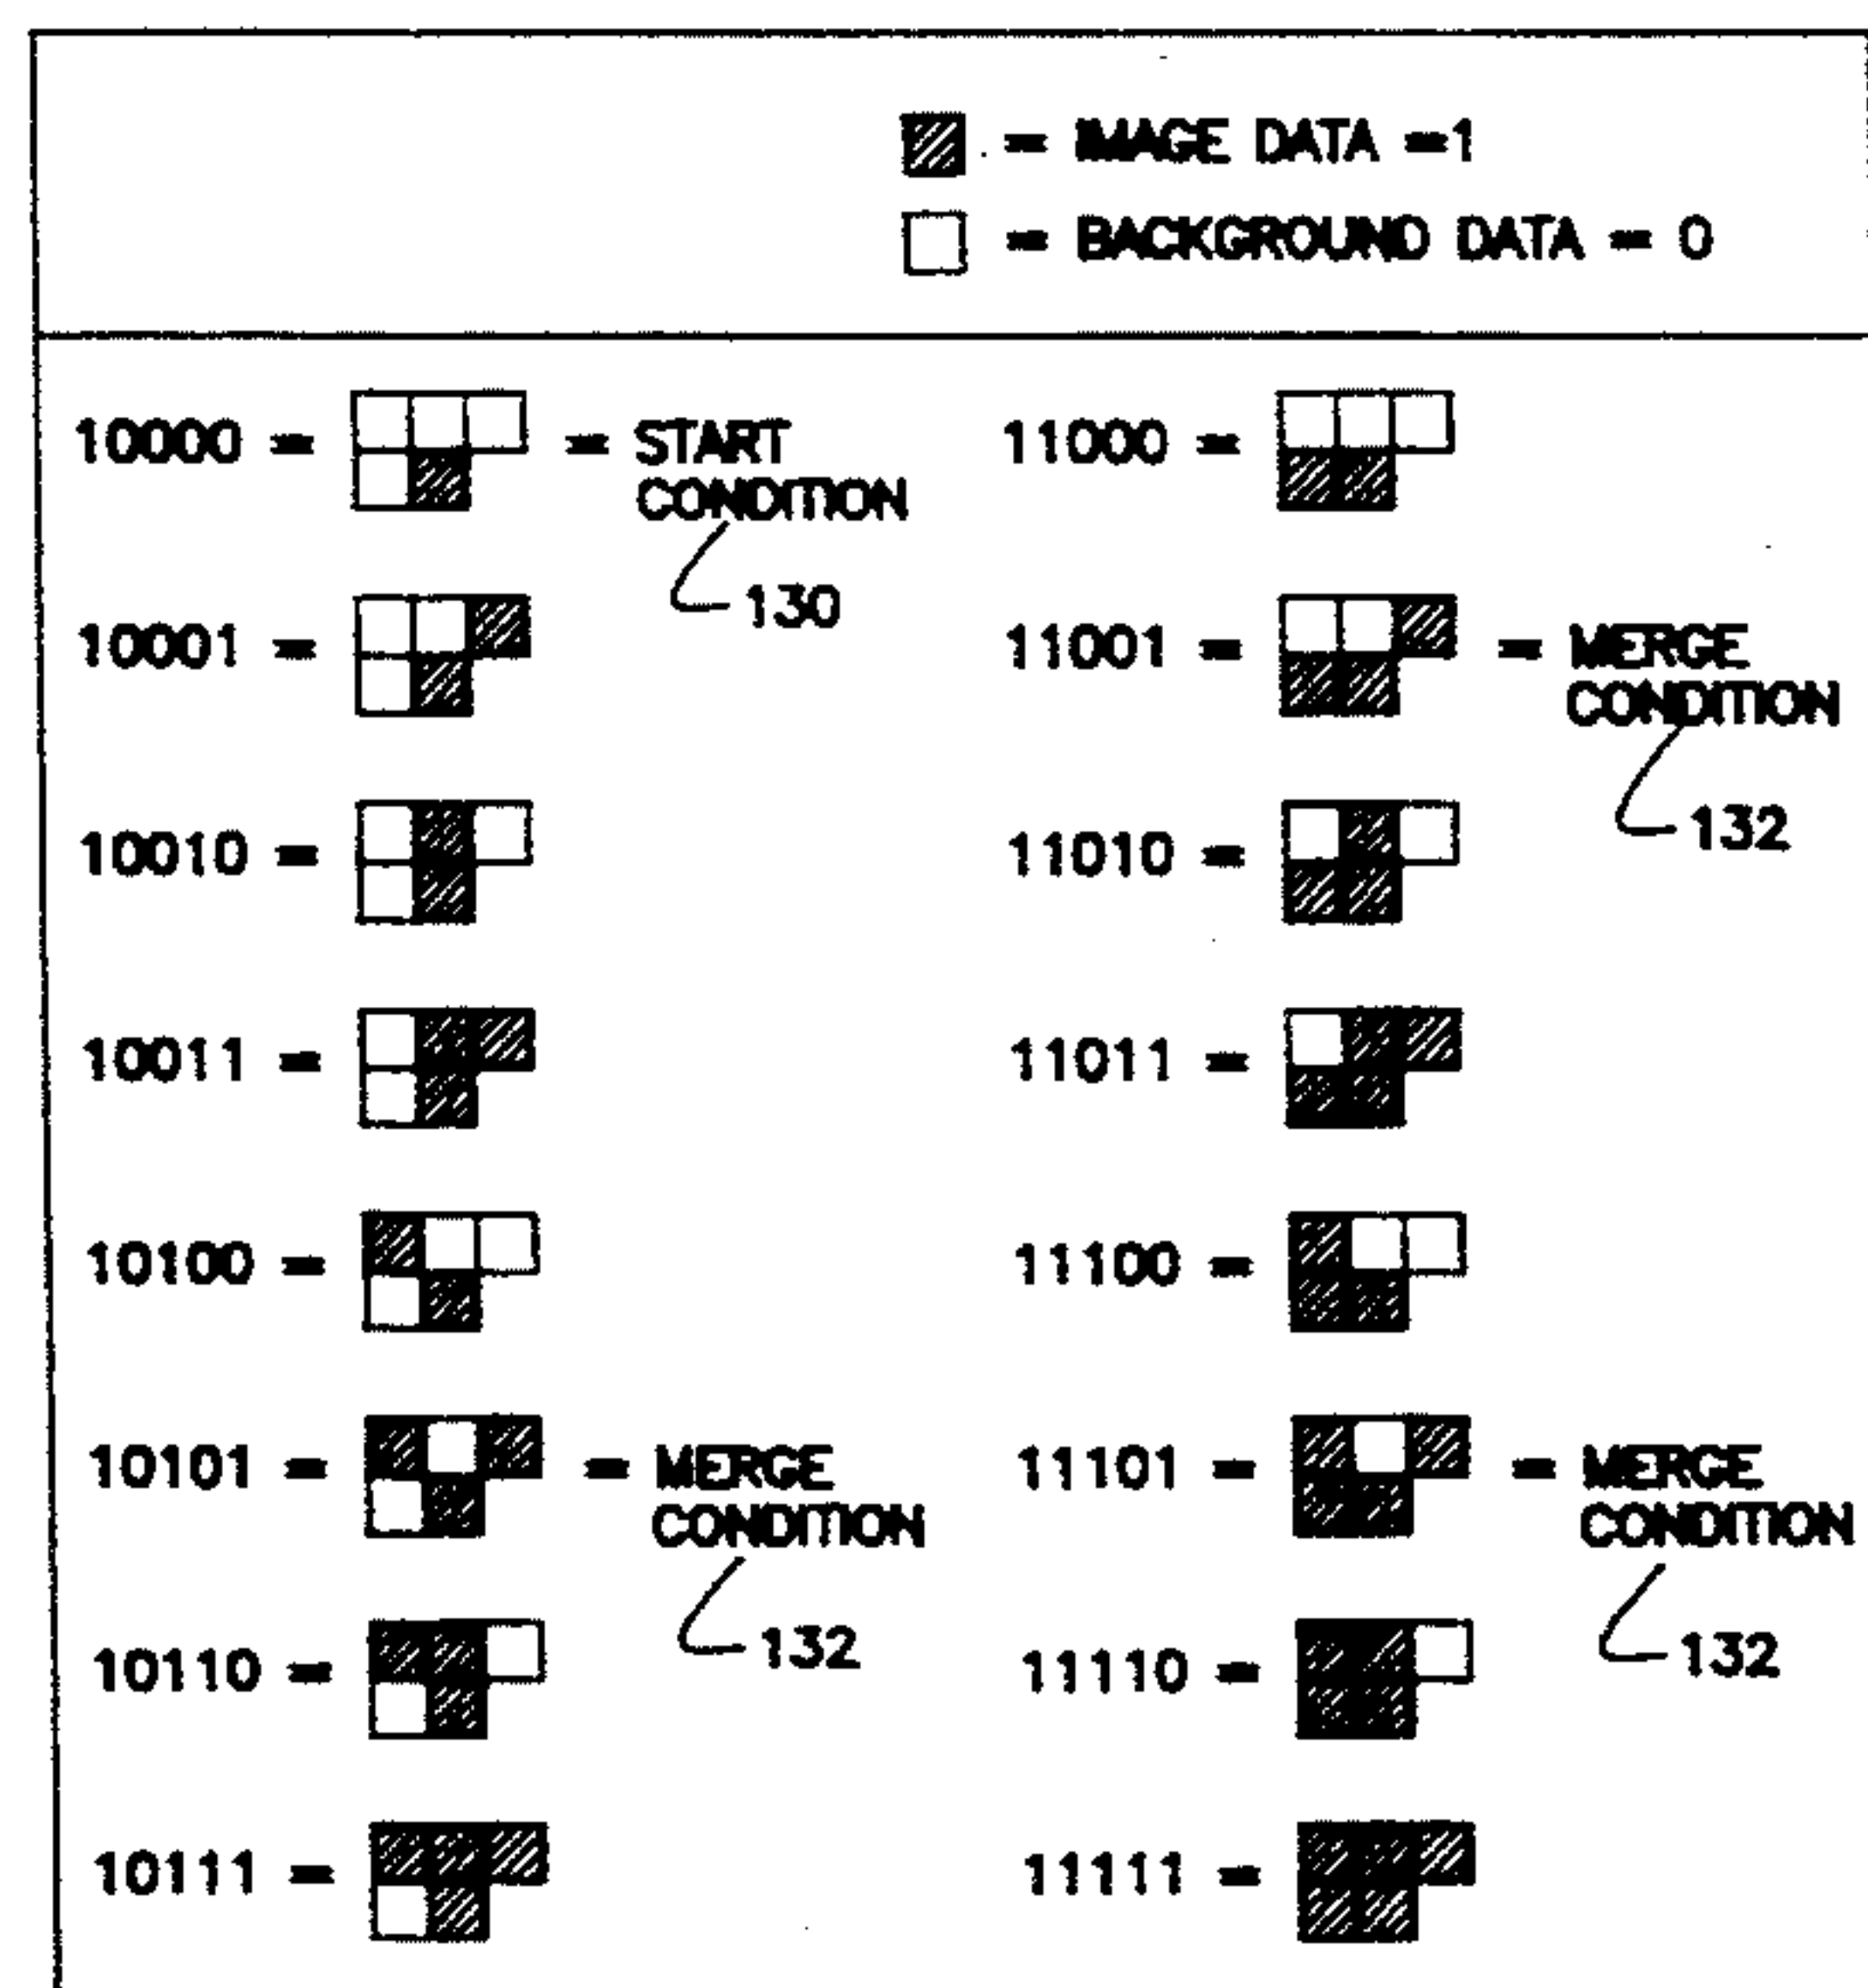 = IMAGE DATA =1
= BACKGROUND DATA = 0
10000 = = START
CONDITION
130
10001 =
10010 =
10011 =
10100 =
10101 = = MERGE
CONDITION
132
10110 =
10111 =
11000 =
11001 = = MERGE
CONDITION
132
11010 =
11011 =
11100 =
11101 = = MERGE
CONDITION
132
11110 =
11111 =